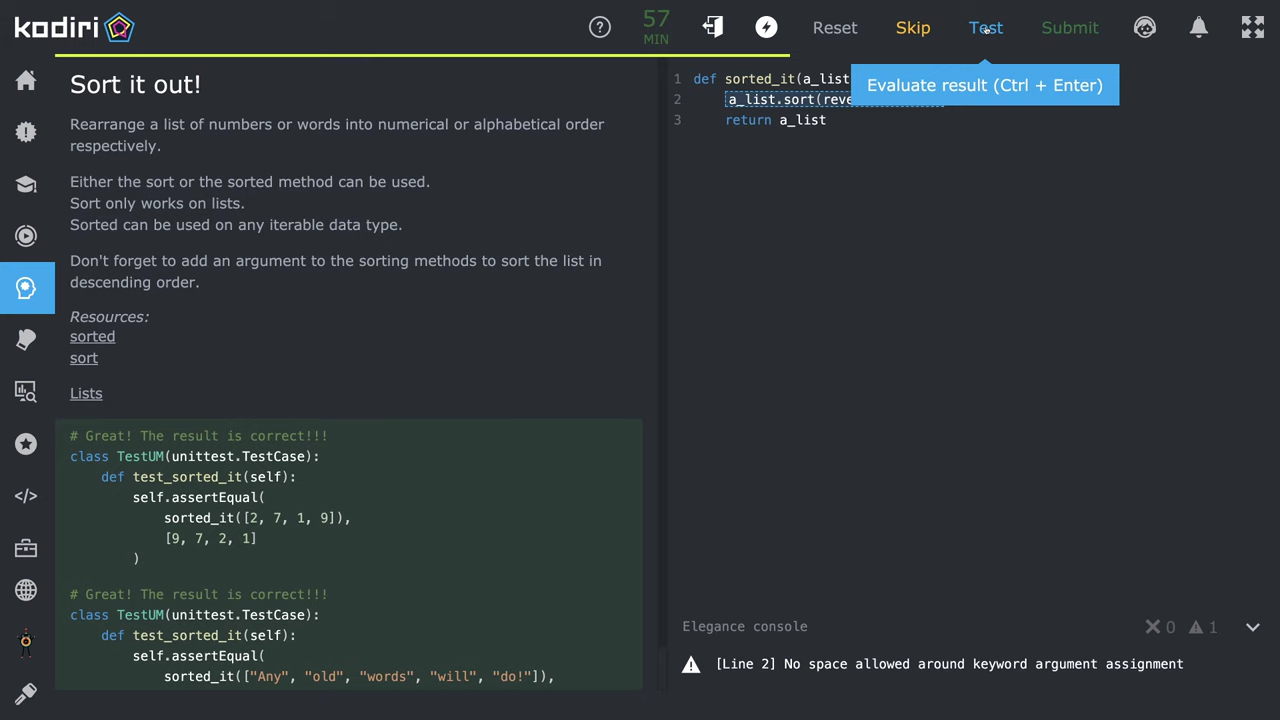 kodiri
57
MIN
Reset
Skip
Test
Submit
Evaluate result (Ctrl + Enter)
Sort it out!
Rearrange a list of numbers or words into numerical or alphabetical order
respectively.
Either the sort or the sorted method can be used.
Sort only works on lists.
Sorted can be used on any iterable data type.
Don't forget to add an argument to the sorting methods to sort the list in
descending order.
Resources:
sorted
sort
Lists
# Great! The result is correct!!!
class TestUM(unittest.TestCase):
def test_sorted_it(self):
self.assertEqual(
sorted_it([2, 7, 1, 9]),
[9, 7, 2, 1]
)
# Great! The result is correct!!!
class TestUM(unittest.TestCase):
def test_sorted_it(self):
self.assertEqual(
sorted_it(["Any", "old", "words", "will", "do!"]),
1 def sorted_it(a_list
2 a_list.sort(reve
3 return a_list
Elegance console
0
1
[Line 2] No space allowed around keyword argument assignment